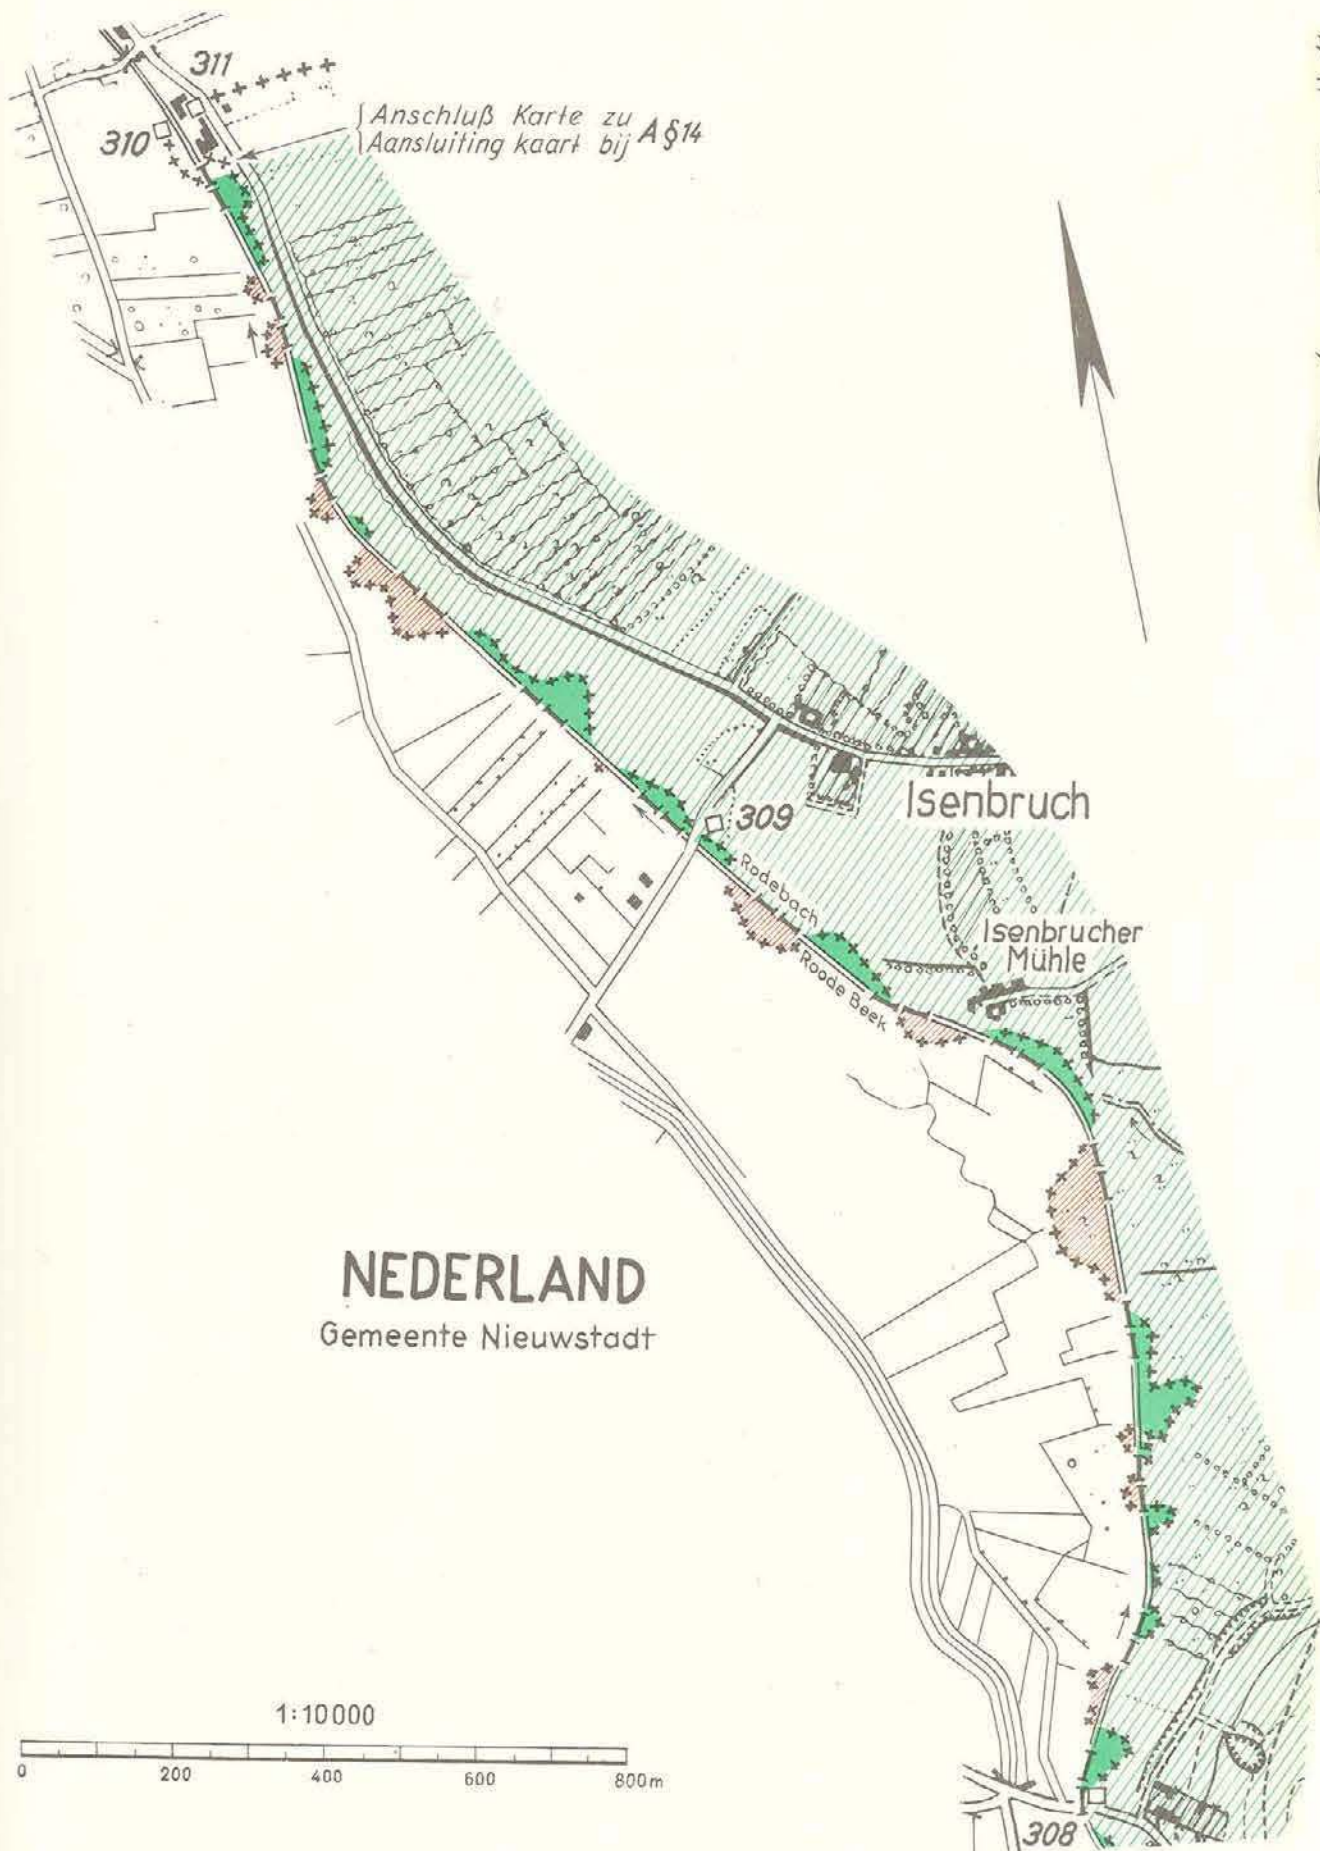 311
310
Anschluß Karte zu
Aansluiting kaart bij
A § 14
309
Isenbruch
Rodebach
Roode Beek
Isenbrucher
Mühle
NEDERLAND
Gemeente Nieuwstadt
1:10000
0 200 400 600 800m
308